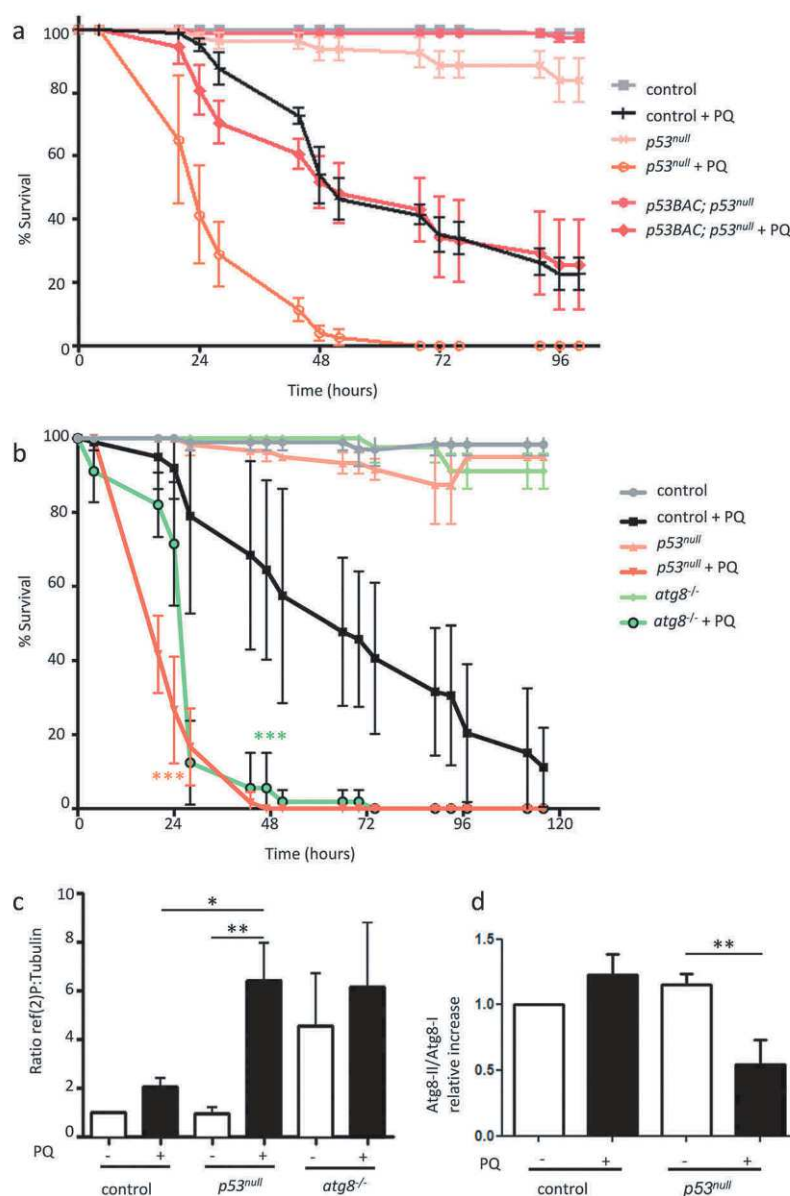 a
100
80
60
40
20
0
% Survival
0 24 48 72 96
Time (hours)
control
control + PQ
p53null
p53null + PQ
p53BAC; p53null
p53BAC; p53null + PQ
b
100
80
60
40
20
0
% Survival
***
***
0 24 48 72 96 120
Time (hours)
control
control + PQ
p53null
p53null + PQ
atg8-/-
atg8-/- + PQ
c
10
8
6
4
2
0
Ratio ref(2)P:Tubulin
*
**
PQ - + - + - +
control p53null atg8-/-
d
1.5
1.0
0.5
0.0
Atg8-II/Atg8-I
relative increase
**
PQ - + - +
control p53null